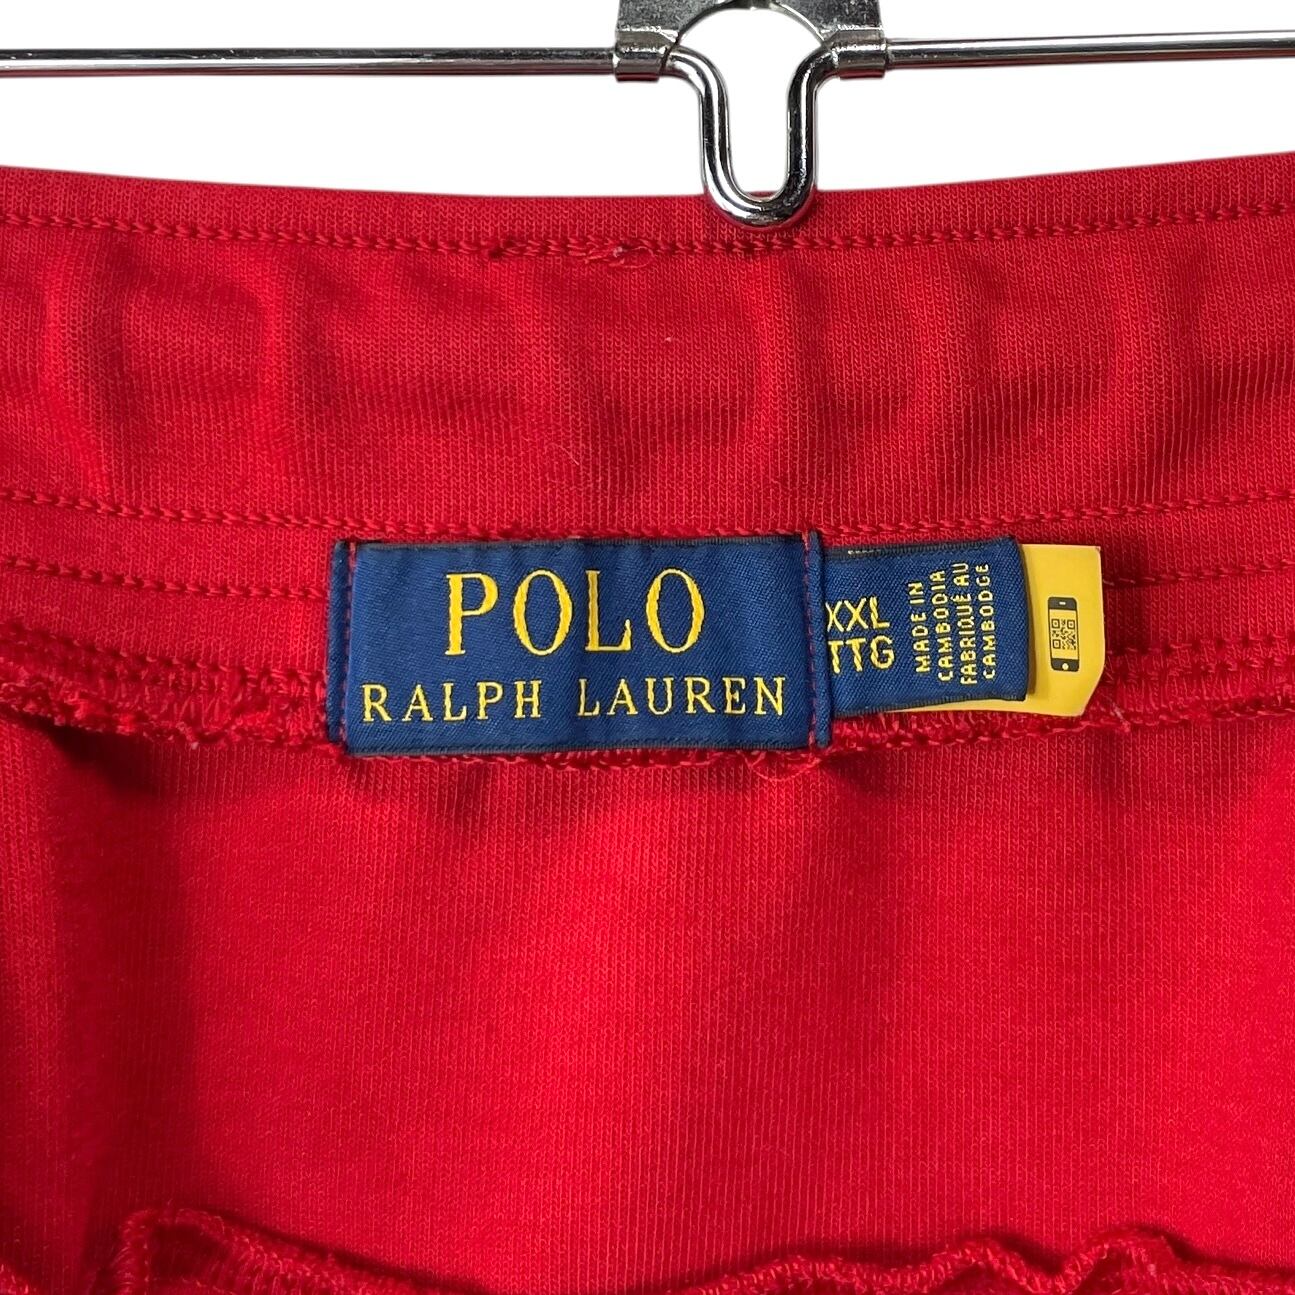 POLO
RALPH LAUREN
XXL
TTG
MADE IN
CAMBODIA
FABRIQUÉ AU
CAMBODGE